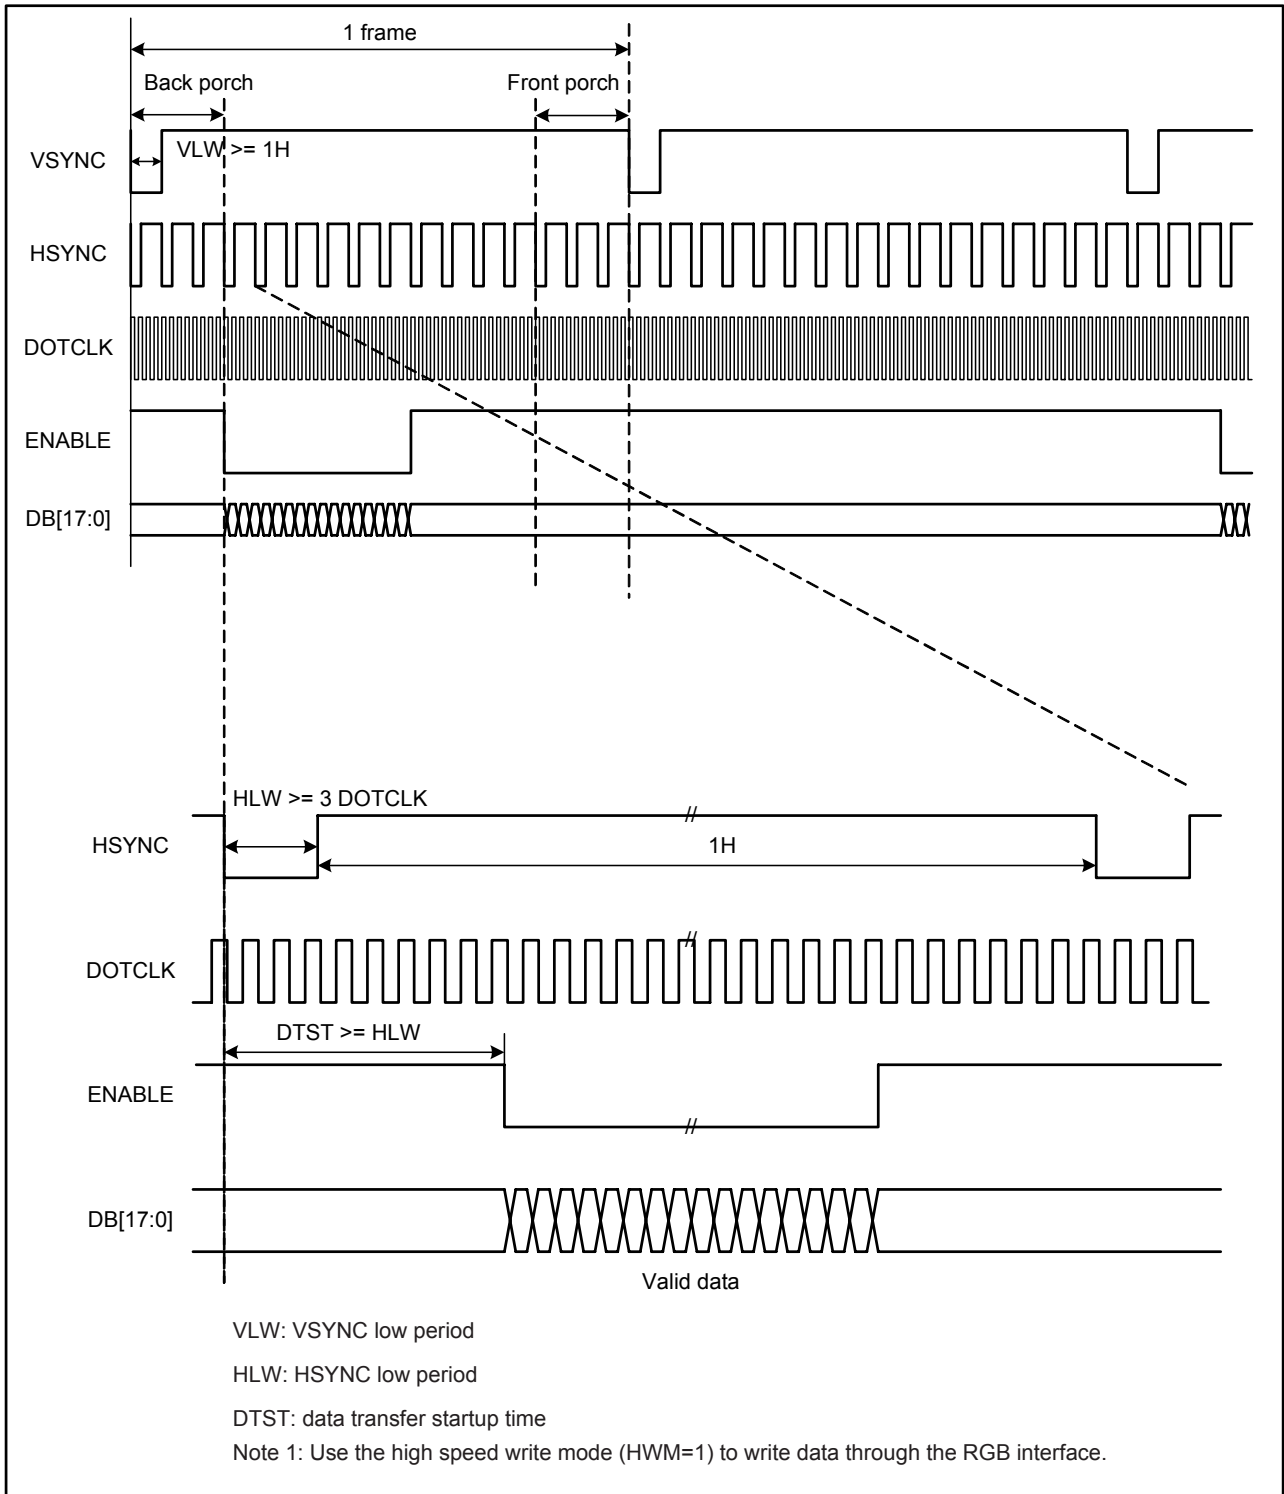 1 frame
Back porch
Front porch
VLW >= 1H
VSYNC
HSYNC
DOTCLK
ENABLE
DB[17:0]
HLW >= 3 DOTCLK
//
HSYNC
1H
//
DOTCLK
DTST >= HLW
ENABLE
//
DB[17:0]
Valid data
VLW: VSYNC low period
HLW: HSYNC low period
DTST: data transfer startup time
Note 1: Use the high speed write mode (HWM=1) to write data through the RGB interface.